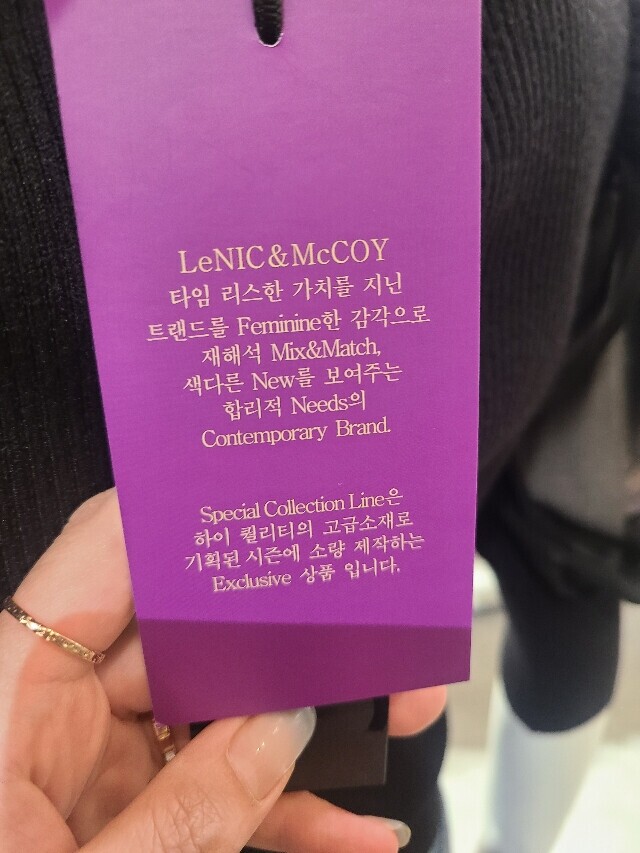 LeNIC&McCOY
타임 리스한 가치를 지닌
트랜드를 Feminine한 감각으로
재해석 Mix&Match,
색다른 New를 보여주는
합리적 Needs의
Contemporary Brand.
Special Collection Line은
하이 퀄리티의 고급소재로
기획된 시즌에 소량 제작하는
Exclusive 상품 입니다.